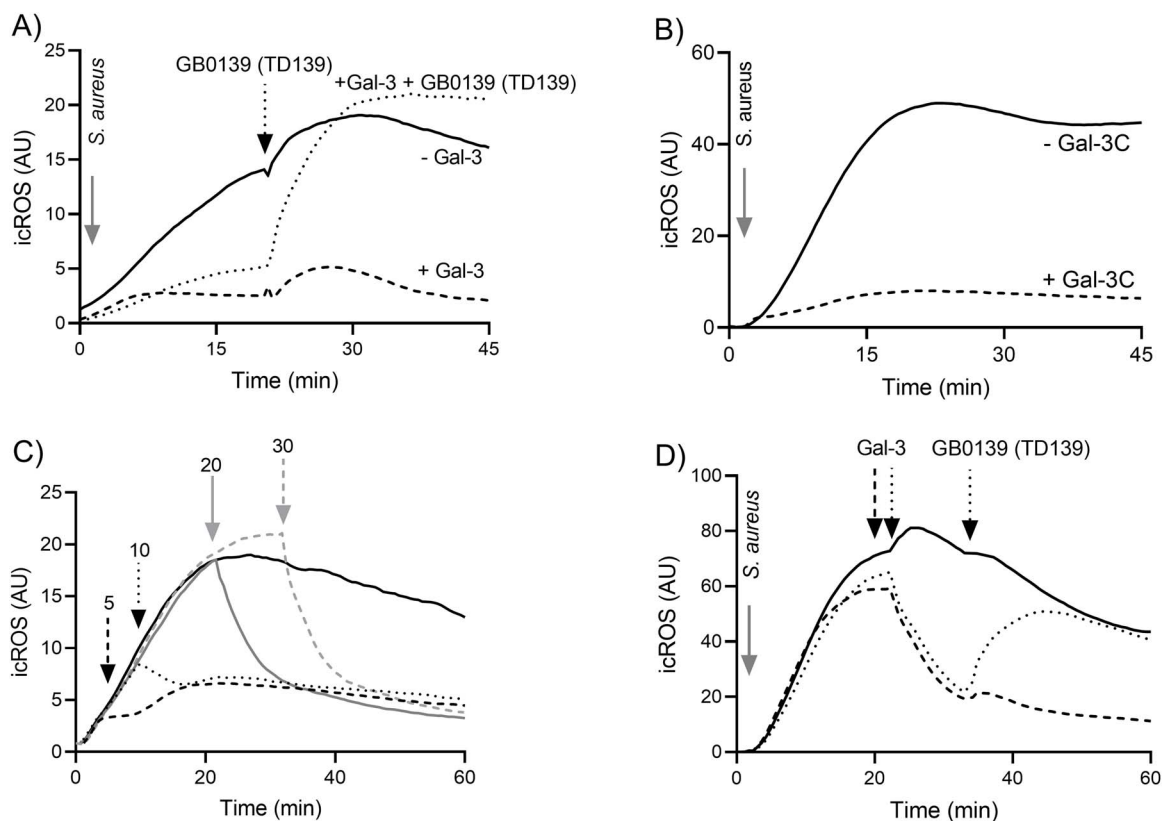 A)
25
20
15
10
5
0
icROS (AU)
S. aureus
GB0139 (TD139)
+Gal-3 + GB0139 (TD139)
- Gal-3
+ Gal-3
0 15 30 45
Time (min)
B)
60
40
20
0
icROS (AU)
S. aureus
- Gal-3C
+ Gal-3C
0 15 30 45
Time (min)
C)
25
20
15
10
5
0
icROS (AU)
5
10
20
30
0 20 40 60
Time (min)
D)
100
80
60
40
20
0
icROS (AU)
S. aureus
Gal-3
GB0139 (TD139)
0 20 40 60
Time (min)